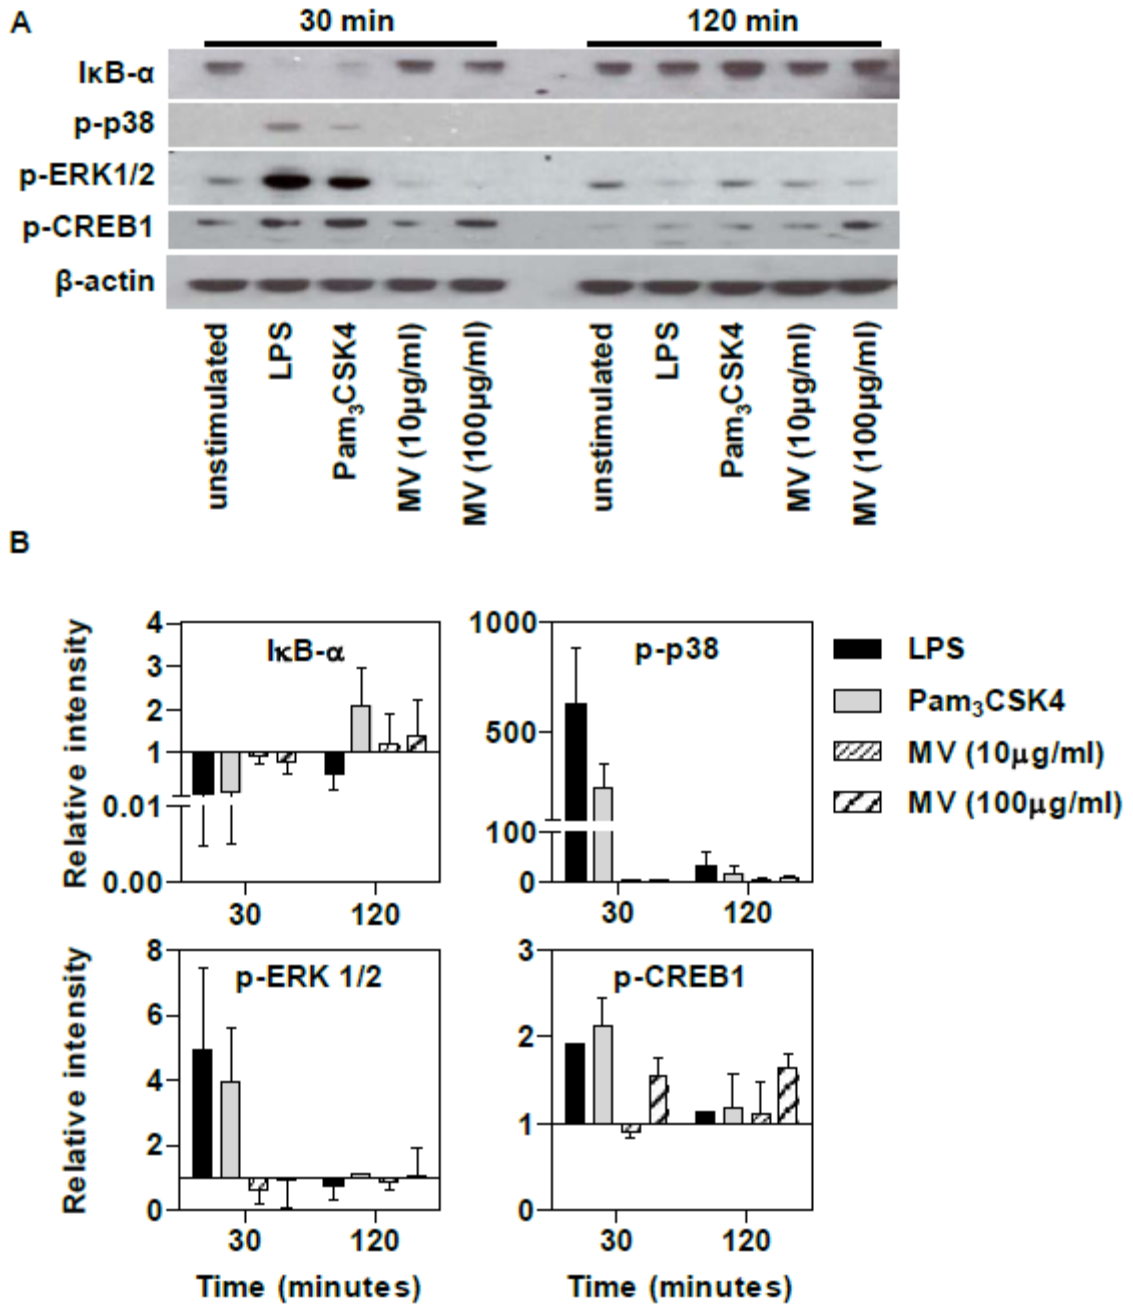 A
30 min
120 min
IκB-α
p-p38
p-ERK1/2
p-CREB1
β-actin
unstimulated
LPS
Pam3CSK4
MV (10μg/ml)
MV (100μg/ml)
unstimulated
LPS
Pam3CSK4
MV (10μg/ml)
MV (100μg/ml)
B
Relative intensity
4
3
2
1
0.01
0.00
IκB-α
30
120
1000
500
100
0
p-p38
30
120
LPS
Pam3CSK4
MV (10μg/ml)
MV (100μg/ml)
Relative intensity
8
6
4
2
0
p-ERK 1/2
30
120
Time (minutes)
3
2
1
0
p-CREB1
30
120
Time (minutes)